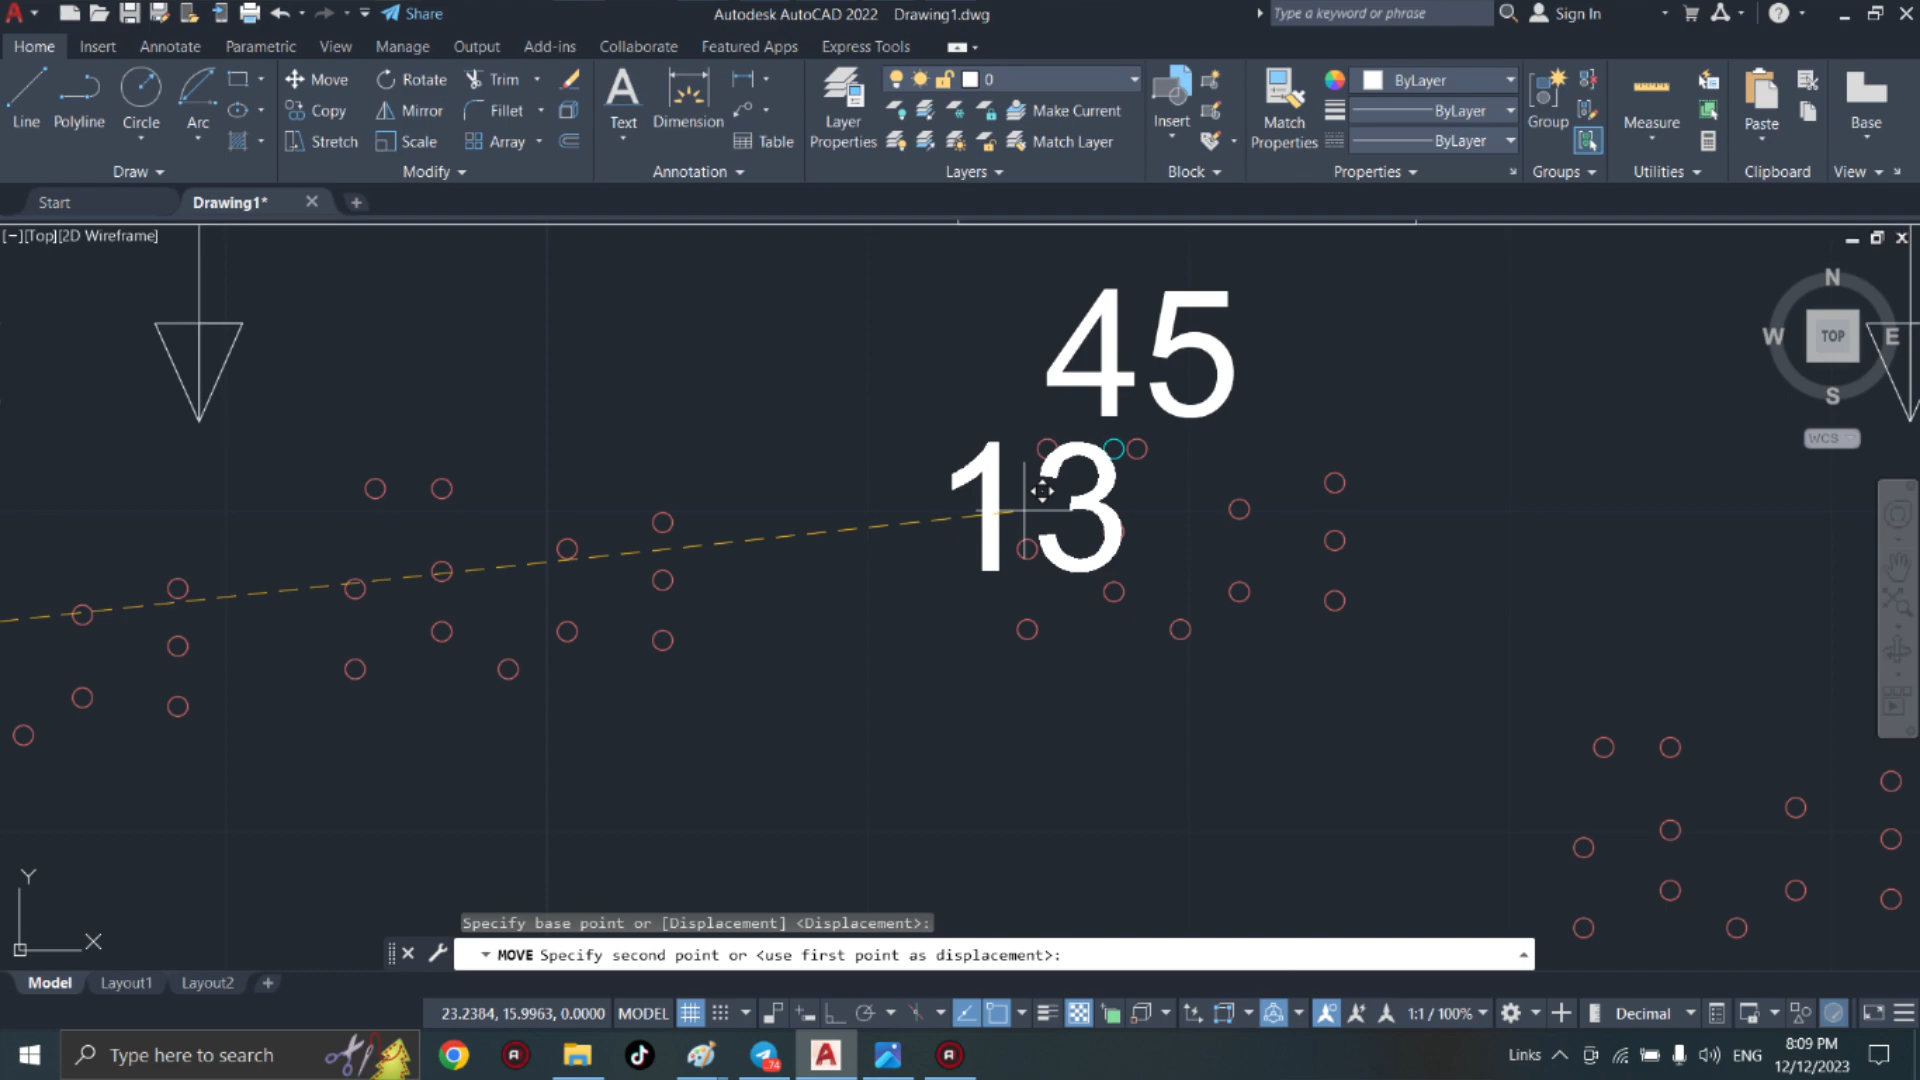 Share
Autodesk AutoCAD 2022 Drawing1.dwg
Type a keyword or phrase
Sign In
Home Insert Annotate Parametric View Manage Output Add-ins Collaborate Featured Apps Express Tools
Line Polyline Circle Arc
Move Rotate Trim
Copy Mirror Fillet
Stretch Scale Array
Text Dimension Table
Layer Properties
0
Make Current
Match Layer
Insert
Match Properties
ByLayer
ByLayer
ByLayer
Group
Measure
Paste
Base
Draw Modify Annotation Layers Block Properties Groups Utilities Clipboard View
Start Drawing1*
[−][Top][2D Wireframe]
45
13
N
W TOP E
S
WCS
Y
X
Specify base point or [Displacement] <Displacement>:
MOVE Specify second point or <use first point as displacement>:
Model Layout1 Layout2
23.2384, 15.9963, 0.0000 MODEL 1:1 / 100% Decimal
Type here to search
74
Links ENG
8:09 PM
12/12/2023